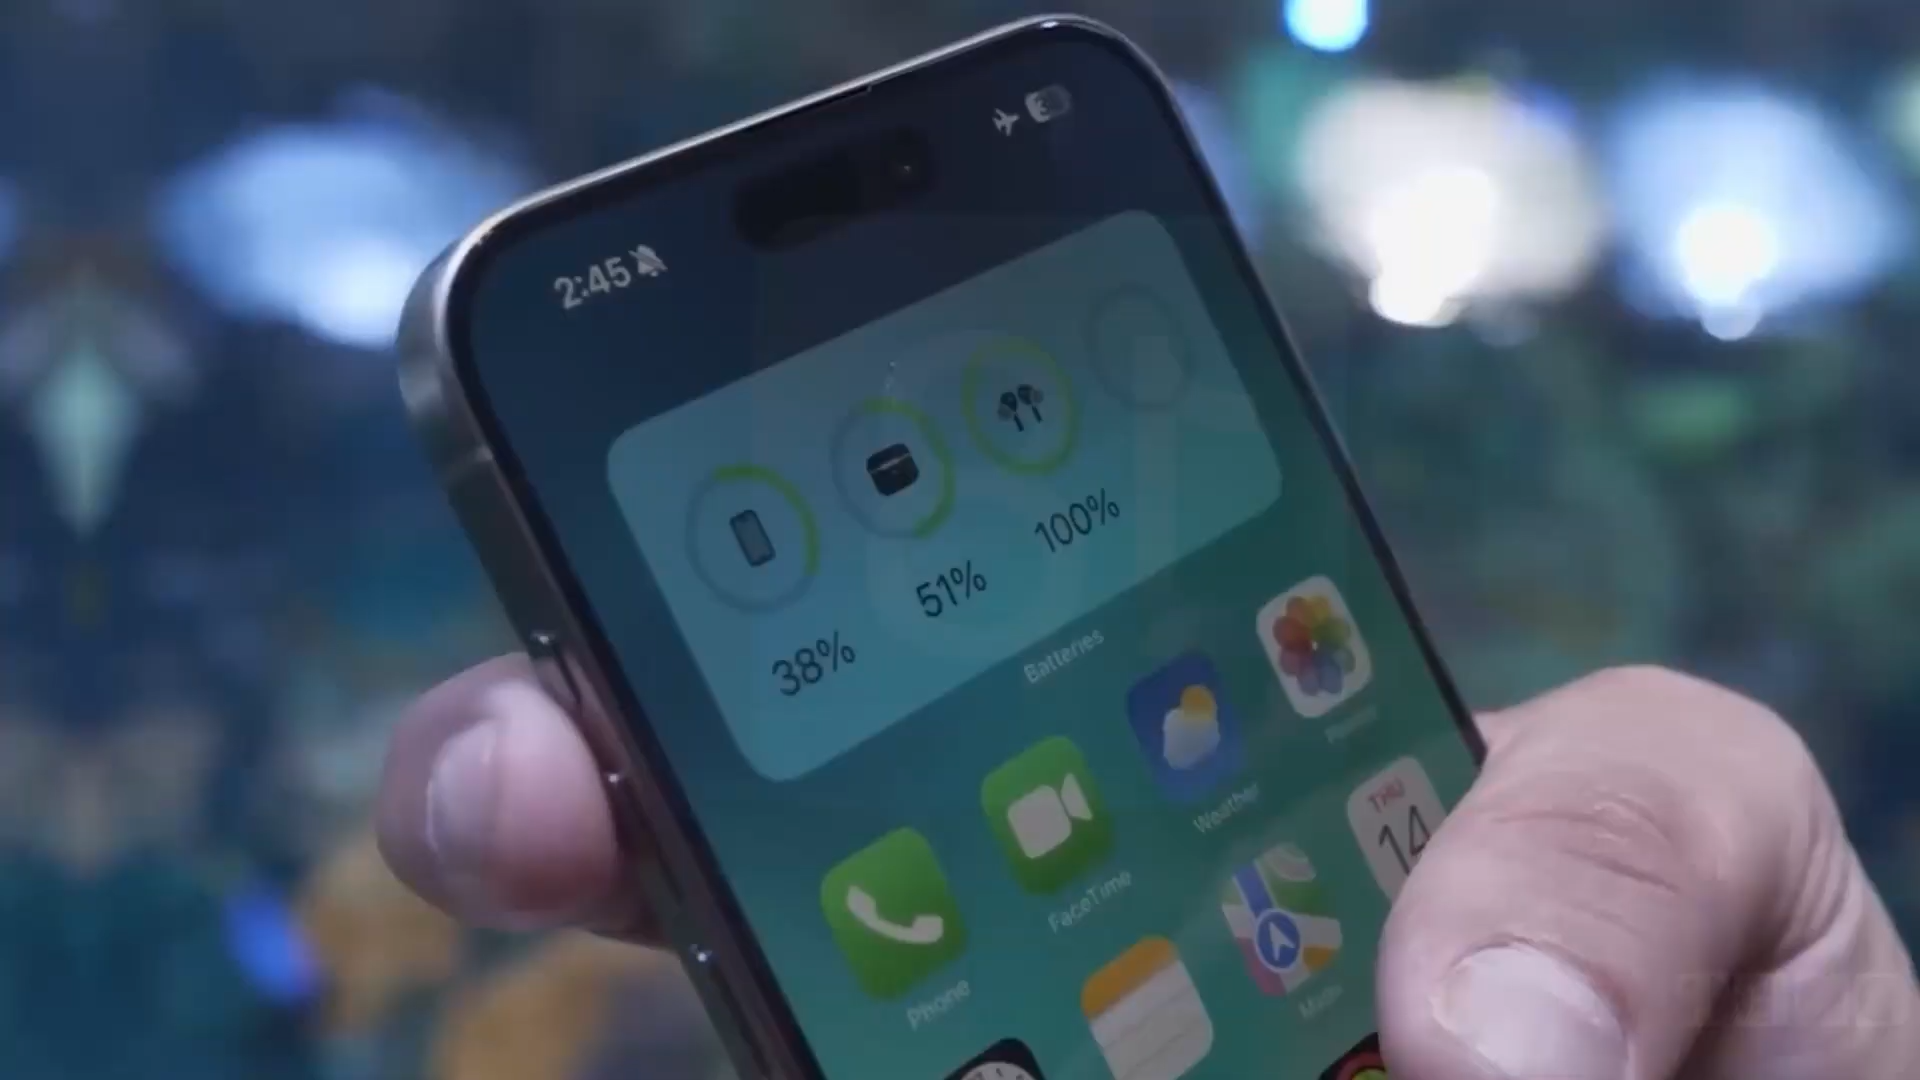 2:45
38%
51%
100%
Batteries
Phone
FaceTime
Weather
THU
14